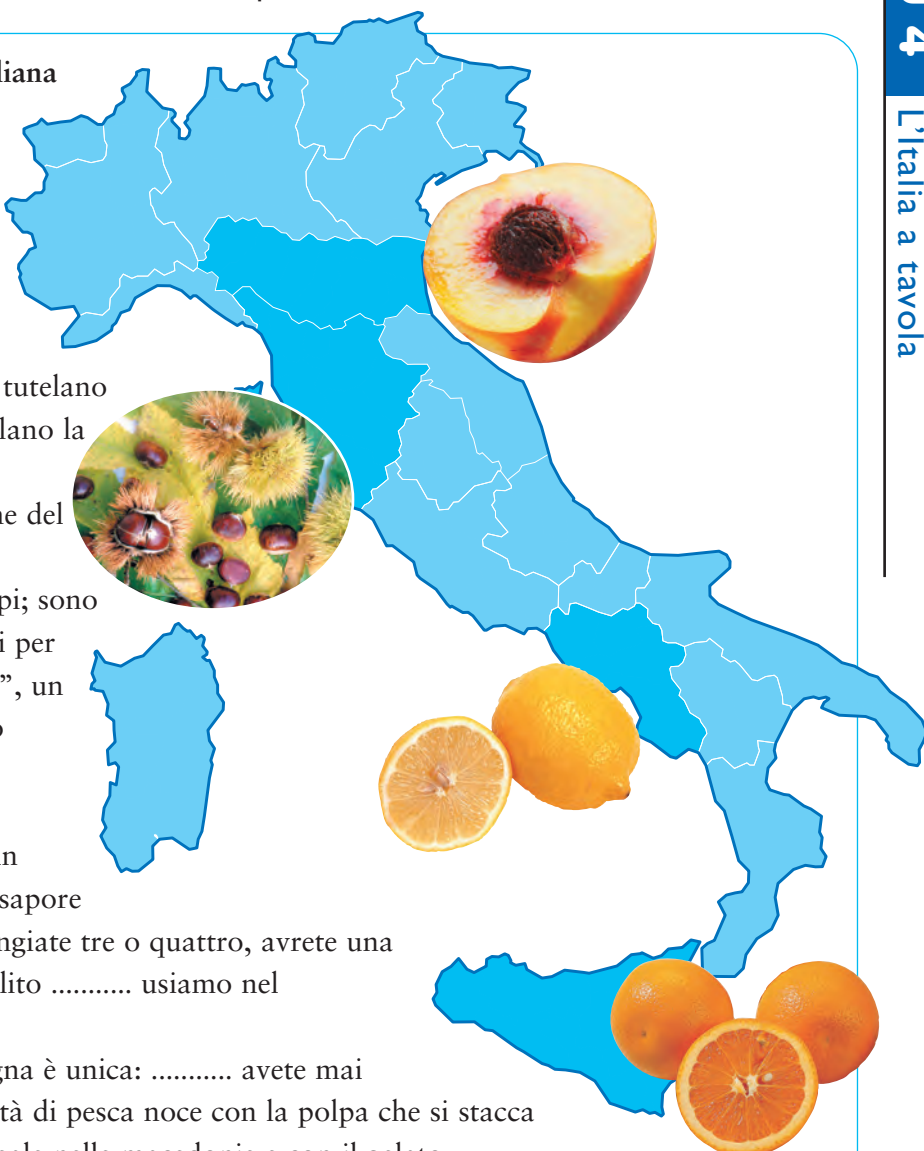 4
L'Italia a tavola
liana
tutelano
lano la
ne del
pi; sono
i per
”, un
o
in
sapore
ngiate tre o quattro, avrete una
lito ........... usiamo nel
gna è unica: ........... avete mai
tà di pesca noce con la polpa che si stacca